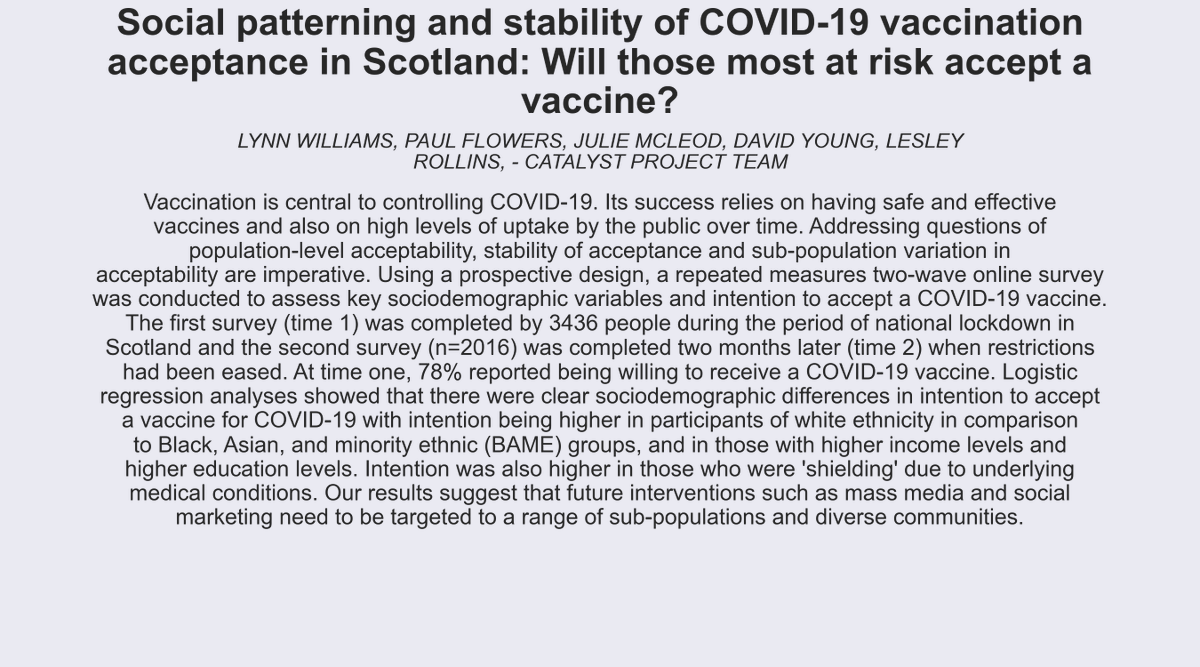 Social patterning and stability of COVID-19 vaccination
acceptance in Scotland: Will those most at risk accept a
vaccine?
LYNN WILLIAMS, PAUL FLOWERS, JULIE MCLEOD, DAVID YOUNG, LESLEY
ROLLINS, - CATALYST PROJECT TEAM
Vaccination is central to controlling COVID-19. Its success relies on having safe and effective
vaccines and also on high levels of uptake by the public over time. Addressing questions of
population-level acceptability, stability of acceptance and sub-population variation in
acceptability are imperative. Using a prospective design, a repeated measures two-wave online survey
was conducted to assess key sociodemographic variables and intention to accept a COVID-19 vaccine.
The first survey (time 1) was completed by 3436 people during the period of national lockdown in
Scotland and the second survey (n=2016) was completed two months later (time 2) when restrictions
had been eased. At time one, 78% reported being willing to receive a COVID-19 vaccine. Logistic
regression analyses showed that there were clear sociodemographic differences in intention to accept
a vaccine for COVID-19 with intention being higher in participants of white ethnicity in comparison
to Black, Asian, and minority ethnic (BAME) groups, and in those with higher income levels and
higher education levels. Intention was also higher in those who were 'shielding' due to underlying
medical conditions. Our results suggest that future interventions such as mass media and social
marketing need to be targeted to a range of sub-populations and diverse communities.